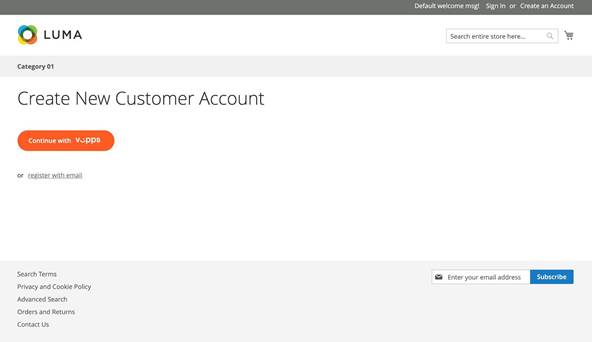 Default welcome msg! Sign In or Create an Account
LUMA
Search entire store here...
Category 01
Create New Customer Account
Continue with vipps
or register with email
Search Terms
Enter your email address Subscribe
Privacy and Cookie Policy
Advanced Search
Orders and Returns
Contact Us